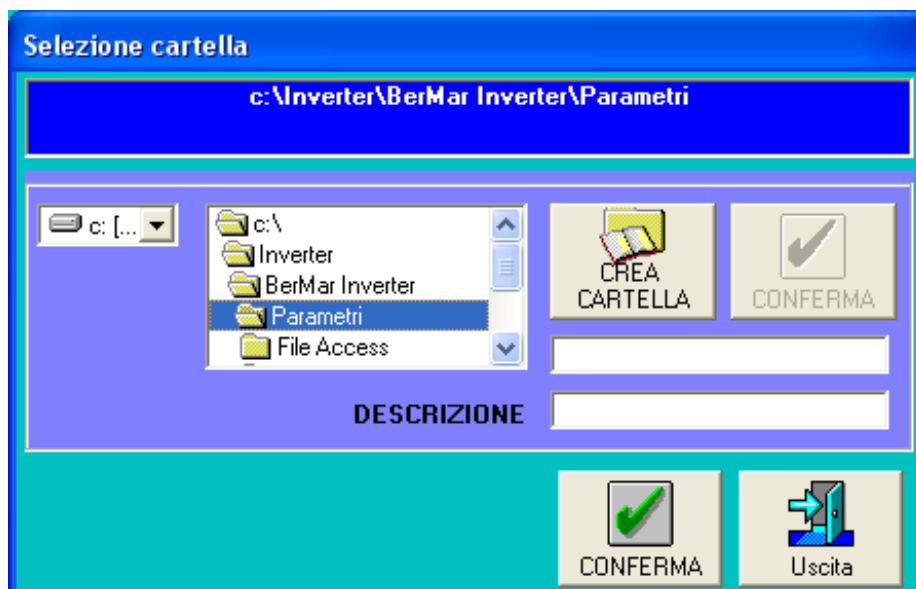 Selezione cartella
c:\Inverter\BerMar Inverter\Parametri
c: [...
c:\
Inverter
BerMar Inverter
Parametri
File Access
CREA
CARTELLA
CONFERMA
DESCRIZIONE
CONFERMA
Uscita